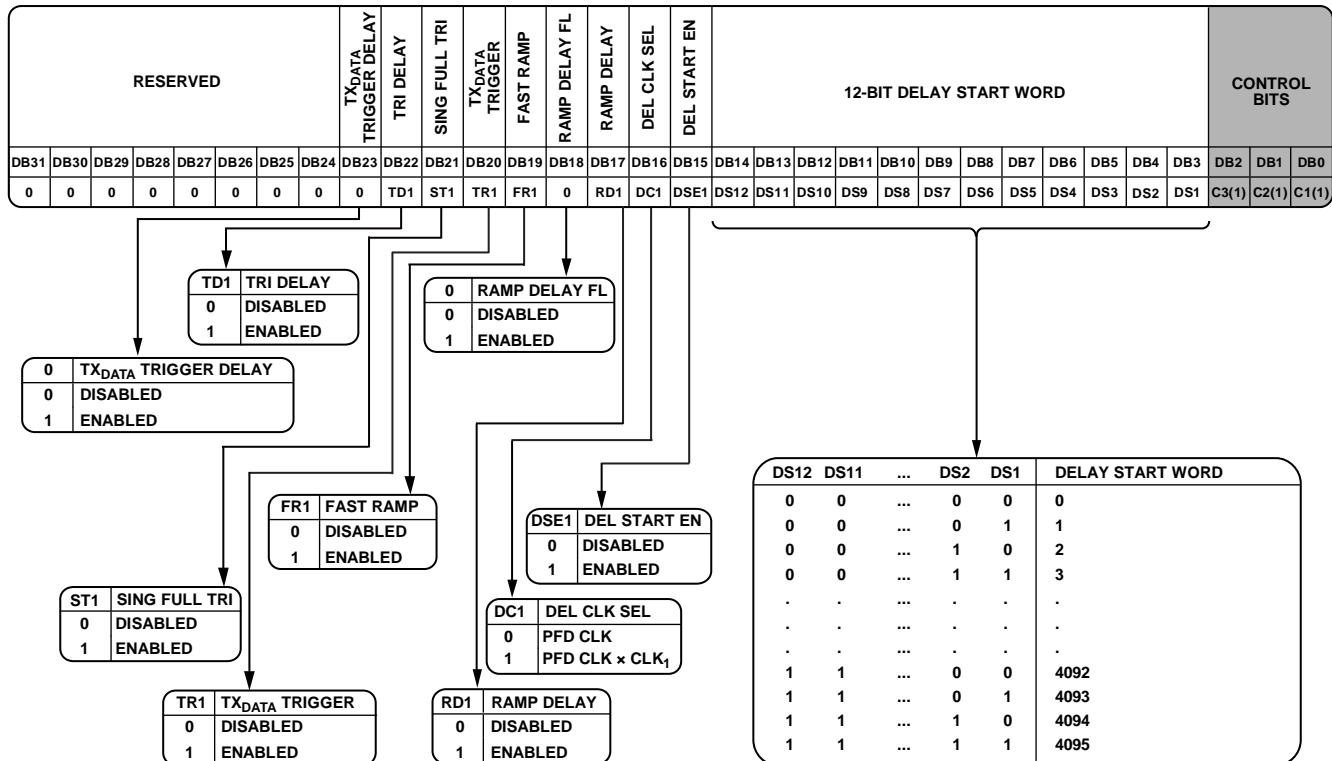 RESERVED
TXDATA TRIGGER DELAY
TRI DELAY
SING FULL TRI
TXDATA TRIGGER
FAST RAMP
RAMP DELAY FL
RAMP DELAY
DEL CLK SEL
DEL START EN
12-BIT DELAY START WORD
CONTROL BITS
DB31 DB30 DB29 DB28 DB27 DB26 DB25 DB24 DB23 DB22 DB21 DB20 DB19 DB18 DB17 DB16 DB15 DB14 DB13 DB12 DB11 DB10 DB9 DB8 DB7 DB6 DB5 DB4 DB3 DB2 DB1 DB0
0 0 0 0 0 0 0 0 0 TD1 ST1 TR1 FR1 0 RD1 DC1 DSE1 DS12 DS11 DS10 DS9 DS8 DS7 DS6 DS5 DS4 DS3 DS2 DS1 C3(1) C2(1) C1(1)
TD1 TRI DELAY
0 DISABLED
1 ENABLED
0 RAMP DELAY FL
0 DISABLED
1 ENABLED
0 TXDATA TRIGGER DELAY
0 DISABLED
1 ENABLED
FR1 FAST RAMP
0 DISABLED
1 ENABLED
DSE1 DEL START EN
0 DISABLED
1 ENABLED
ST1 SING FULL TRI
0 DISABLED
1 ENABLED
DC1 DEL CLK SEL
0 PFD CLK
1 PFD CLK × CLK1
TR1 TXDATA TRIGGER
0 DISABLED
1 ENABLED
RD1 RAMP DELAY
0 DISABLED
1 ENABLED
DS12 DS11 ... DS2 DS1 DELAY START WORD
0 0 ... 0 0 0
0 0 ... 0 1 1
0 0 ... 1 0 2
0 0 ... 1 1 3
. . ... . . .
. . ... . . .
. . ... . . .
1 1 ... 0 0 4092
1 1 ... 0 1 4093
1 1 ... 1 0 4094
1 1 ... 1 1 4095